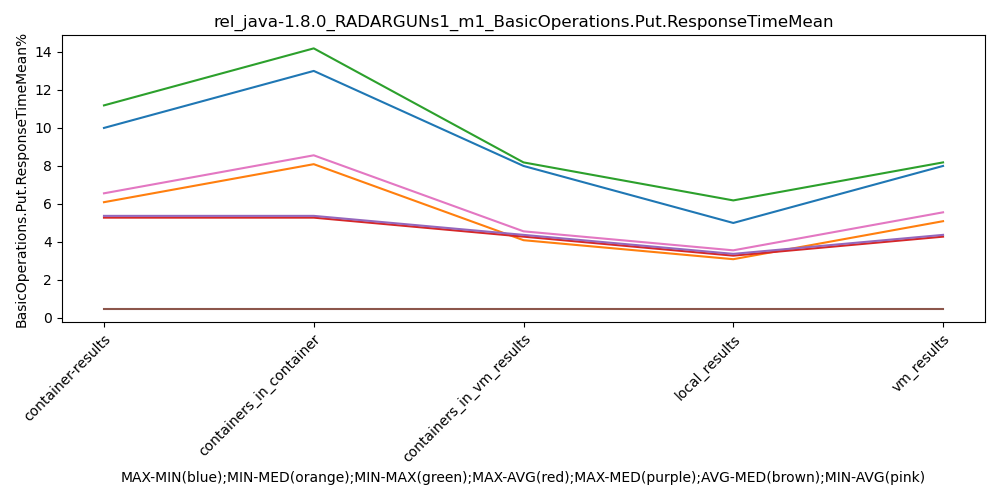 rel_java-1.8.0_RADARGUNs1_m1_BasicOperations.Put.ResponseTimeMean
BasicOperations.Put.ResponseTimeMean%
14
12
10
8
6
4
2
0
container-results
containers_in_container
containers_in_vm_results
local_results
vm_results
MAX-MIN(blue);MIN-MED(orange);MIN-MAX(green);MAX-AVG(red);MAX-MED(purple);AVG-MED(brown);MIN-AVG(pink)